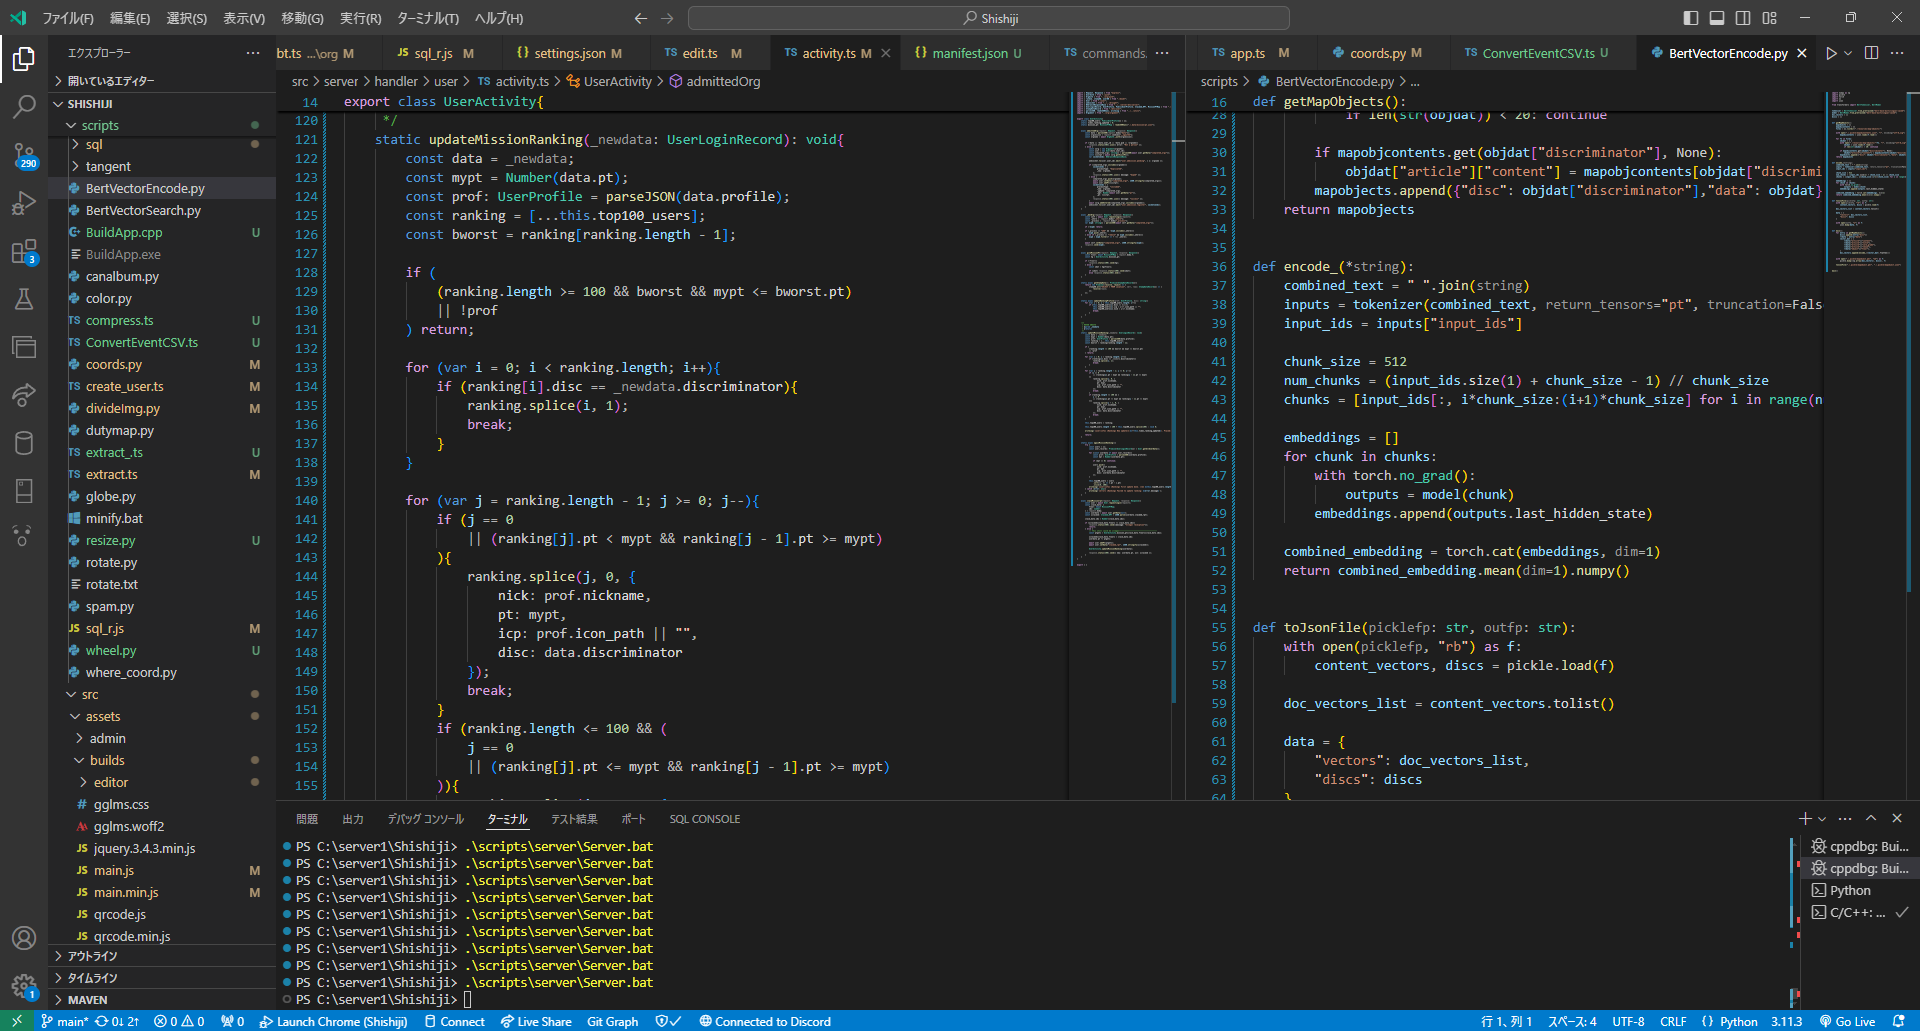 ファイル(F) 編集(E) 選択(S) 表示(V) 移動(G) 実行(R) ターミナル(T) ヘルプ(H)
Shishiji
エクスプローラー
開いているエディター
SHISHIJI
scripts
sql
tangent
BertVectorEncode.py
BertVectorSearch.py
BuildApp.cpp U
BuildApp.exe
canalbum.py
color.py
compress.ts U
ConvertEventCSV.ts U
coords.py M
create_user.ts M
divideImg.py M
dutymap.py
extract_.ts U
extract.ts M
globe.py
minify.bat
resize.py U
rotate.py
rotate.txt
spam.py
sql_r.js M
wheel.py U
where_coord.py
src
assets
admin
builds
editor
gglms.css
gglms.woff2
jquery.3.4.3.min.js
main.js M
main.min.js M
qrcode.js
qrcode.min.js
アウトライン
タイムライン
MAVEN
290
3
1
bt.ts ...\org M
sql_r.js M
settings.json M
edit.ts M
activity.ts M
manifest.json U
commands.
src > server > handler > user > TS activity.ts > UserActivity > admittedOrg
14 export class UserActivity{
120 */
121 static updateMissionRanking(_newdata: UserLoginRecord): void{
122 const data = _newdata;
123 const mypt = Number(data.pt);
124 const prof: UserProfile = parseJSON(data.profile);
125 const ranking = [...this.top100_users];
126 const bworst = ranking[ranking.length - 1];
127
128 if (
129 (ranking.length >= 100 && bworst && mypt <= bworst.pt)
130 || !prof
131 ) return;
132
133 for (var i = 0; i < ranking.length; i++){
134 if (ranking[i].disc == _newdata.discriminator){
135 ranking.splice(i, 1);
136 break;
137 }
138 }
139
140 for (var j = ranking.length - 1; j >= 0; j--){
141 if (j == 0
142 || (ranking[j].pt < mypt && ranking[j - 1].pt >= mypt)
143 ){
144 ranking.splice(j, 0, {
145 nick: prof.nickname,
146 pt: mypt,
147 icp: prof.icon_path || "",
148 disc: data.discriminator
149 });
150 break;
151 }
152 if (ranking.length <= 100 && (
153 j == 0
154 || (ranking[j].pt <= mypt && ranking[j - 1].pt >= mypt)
155 )){
app.ts M
coords.py M
ConvertEventCSV.ts U
BertVectorEncode.py
scripts > BertVectorEncode.py > ...
16 def getMapObjects():
28 if len(str(objdat)) < 20: continue
29
30 if mapobjcontents.get(objdat["discriminator"], None):
31 objdat["article"]["content"] = mapobjcontents[objdat["discrimi
32 mapobjects.append({"disc": objdat["discriminator"],"data": objdat}
33 return mapobjects
34
35
36 def encode_(*string):
37 combined_text = " ".join(string)
38 inputs = tokenizer(combined_text, return_tensors="pt", truncation=Fals
39 input_ids = inputs["input_ids"]
40
41 chunk_size = 512
42 num_chunks = (input_ids.size(1) + chunk_size - 1) // chunk_size
43 chunks = [input_ids[:, i*chunk_size:(i+1)*chunk_size] for i in range(n
44
45 embeddings = []
46 for chunk in chunks:
47 with torch.no_grad():
48 outputs = model(chunk)
49 embeddings.append(outputs.last_hidden_state)
50
51 combined_embedding = torch.cat(embeddings, dim=1)
52 return combined_embedding.mean(dim=1).numpy()
53
54
55 def toJsonFile(picklefp: str, outfp: str):
56 with open(picklefp, "rb") as f:
57 content_vectors, discs = pickle.load(f)
58
59 doc_vectors_list = content_vectors.tolist()
60
61 data = {
62 "vectors": doc_vectors_list,
63 "discs": discs
64 }
問題 出力 デバッグ コンソール ターミナル テスト結果 ポート SQL CONSOLE
PS C:\server1\Shishiji> .\scripts\server\Server.bat
PS C:\server1\Shishiji> .\scripts\server\Server.bat
PS C:\server1\Shishiji> .\scripts\server\Server.bat
PS C:\server1\Shishiji> .\scripts\server\Server.bat
PS C:\server1\Shishiji> .\scripts\server\Server.bat
PS C:\server1\Shishiji> .\scripts\server\Server.bat
PS C:\server1\Shishiji> .\scripts\server\Server.bat
PS C:\server1\Shishiji> .\scripts\server\Server.bat
PS C:\server1\Shishiji> .\scripts\server\Server.bat
PS C:\server1\Shishiji>
cppdbg: Bui...
cppdbg: Bui...
Python
C/C++: ...
main* 0↓ 2↑ 0 0 0 Launch Chrome (Shishiji) Connect Live Share Git Graph Connected to Discord
行 1、列 1 スペース: 4 UTF-8 CRLF Python 3.11.3 Go Live